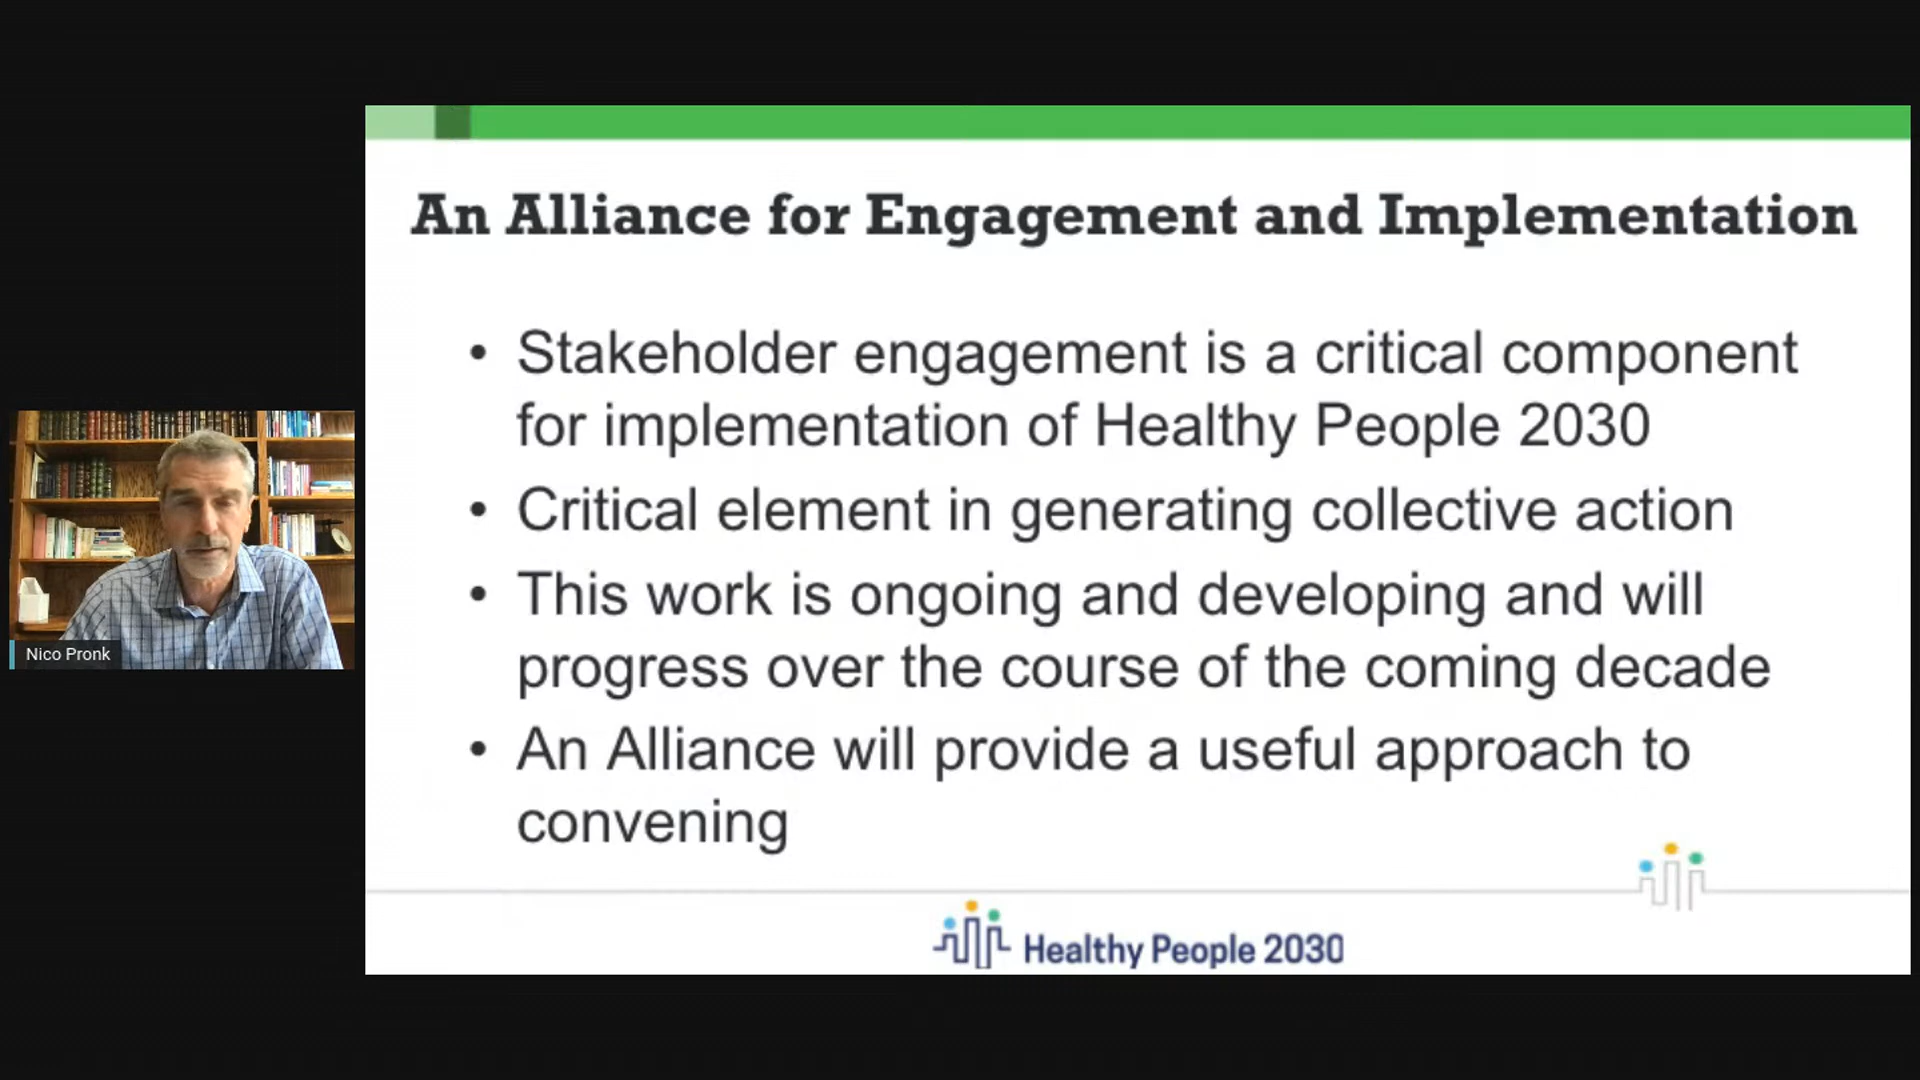 An Alliance for Engagement and Implementation
• Stakeholder engagement is a critical component
for implementation of Healthy People 2030
• Critical element in generating collective action
• This work is ongoing and developing and will
progress over the course of the coming decade
• An Alliance will provide a useful approach to
convening
Nico Pronk
Healthy People 2030